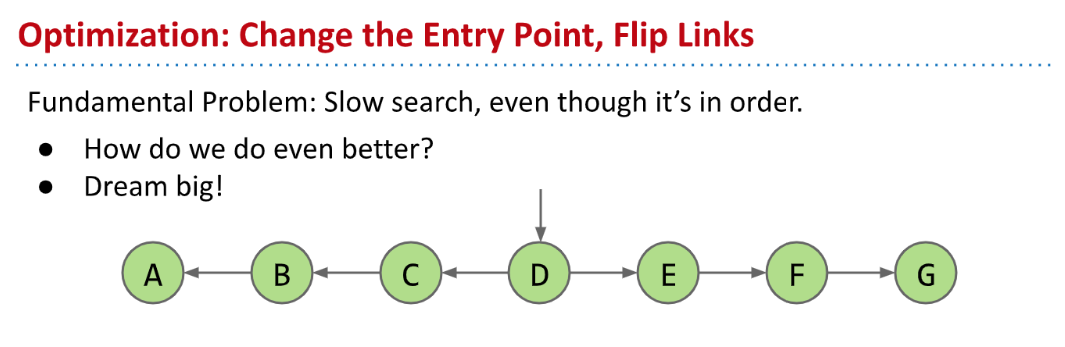 Optimization: Change the Entry Point, Flip Links
Fundamental Problem: Slow search, even though it’s in order.
● How do we do even better?
● Dream big!
A B C D E F G